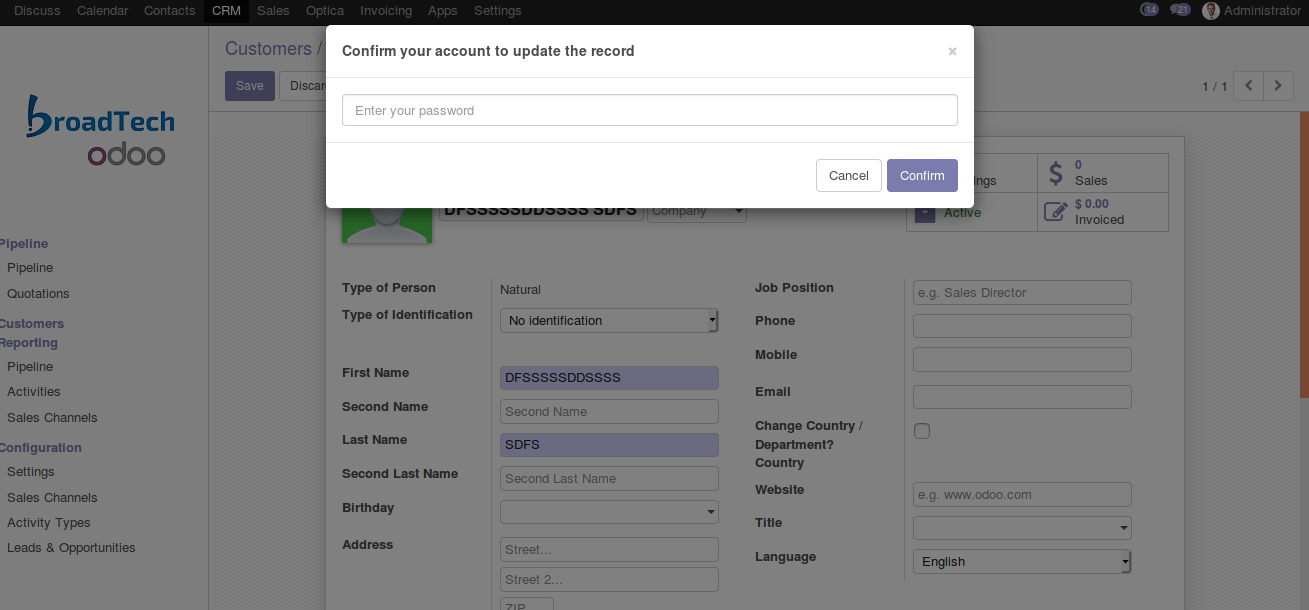 Discuss Calendar Contacts CRM Sales Optica Invoicing Apps Settings 14 21 Administrator
Customers /
Save Discar
1 / 1
Confirm your account to update the record ×
Enter your password
Cancel Confirm
broadTech
odoo
Pipeline
Pipeline
Quotations
Customers
Reporting
Pipeline
Activities
Sales Channels
Configuration
Settings
Sales Channels
Activity Types
Leads & Opportunities
DFSSSSSDDSSSS SDFS Company
ngs
0
Sales
Active
$ 0.00
Invoiced
Type of Person Natural
Type of Identification No identification
First Name DFSSSSSDDSSSS
Second Name Second Name
Last Name SDFS
Second Last Name Second Last Name
Birthday
Address Street...
Street 2...
ZIP
Job Position e.g. Sales Director
Phone
Mobile
Email
Change Country /
Department?
Country
Website e.g. www.odoo.com
Title
Language English